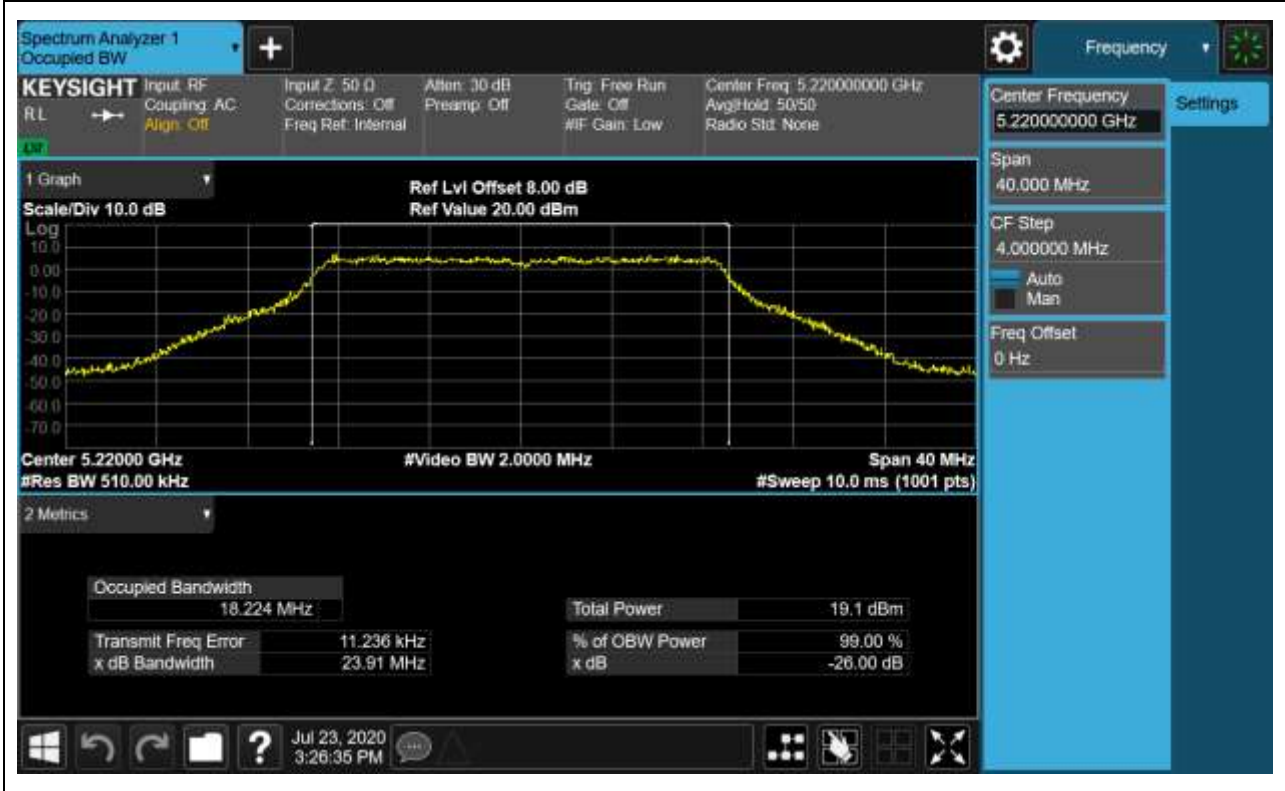 Spectrum Analyzer 1
Occupied BW
Frequency
KEYSIGHT
RL
Input: RF
Coupling: AC
Align: Off
Input Z: 50 Ω
Corrections: Off
Freq Ref: Internal
Atten: 30 dB
Preamp: Off
Trig: Free Run
Gate: Off
#IF Gain: Low
Center Freq: 5.220000000 GHz
Avg|Hold: 50/50
Radio Std: None
Center Frequency
5.220000000 GHz
Settings
Span
40.000 MHz
CF Step
4.000000 MHz
Auto
Man
Freq Offset
0 Hz
1 Graph
Scale/Div 10.0 dB
Ref Lvl Offset 8.00 dB
Ref Value 20.00 dBm
Log
10.0
0.00
-10.0
-20.0
-30.0
-40.0
-50.0
-60.0
-70.0
Center 5.22000 GHz
#Video BW 2.0000 MHz
Span 40 MHz
#Res BW 510.00 kHz
#Sweep 10.0 ms (1001 pts)
2 Metrics
Occupied Bandwidth
18.224 MHz
Total Power 19.1 dBm
Transmit Freq Error 11.236 kHz
% of OBW Power 99.00 %
x dB Bandwidth 23.91 MHz
x dB -26.00 dB
?
Jul 23, 2020
3:26:35 PM